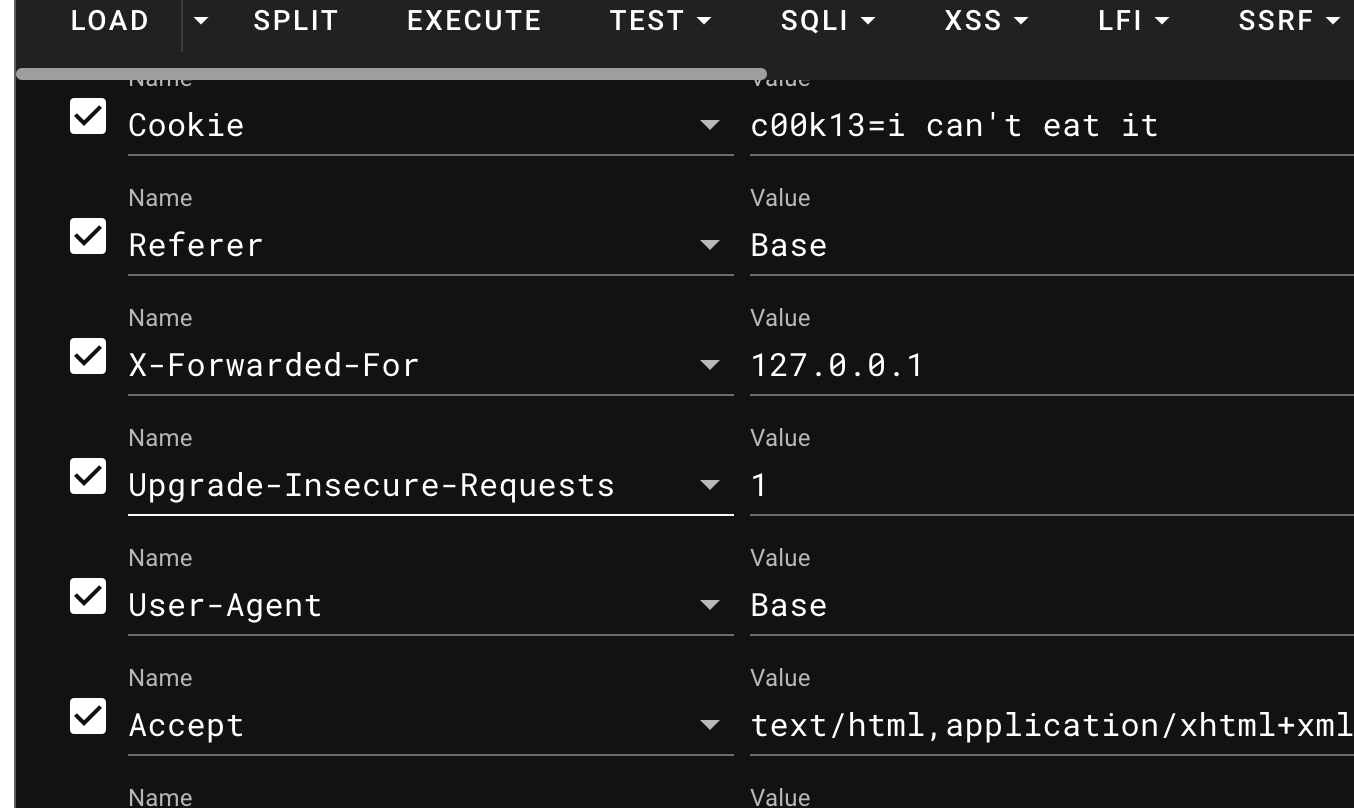 LOAD SPLIT EXECUTE TEST SQLI XSS LFI SSRF
Name Value
Cookie c00k13=i can't eat it
Name Value
Referer Base
Name Value
X-Forwarded-For 127.0.0.1
Name Value
Upgrade-Insecure-Requests 1
Name Value
User-Agent Base
Name Value
Accept text/html,application/xhtml+xml
Name Value